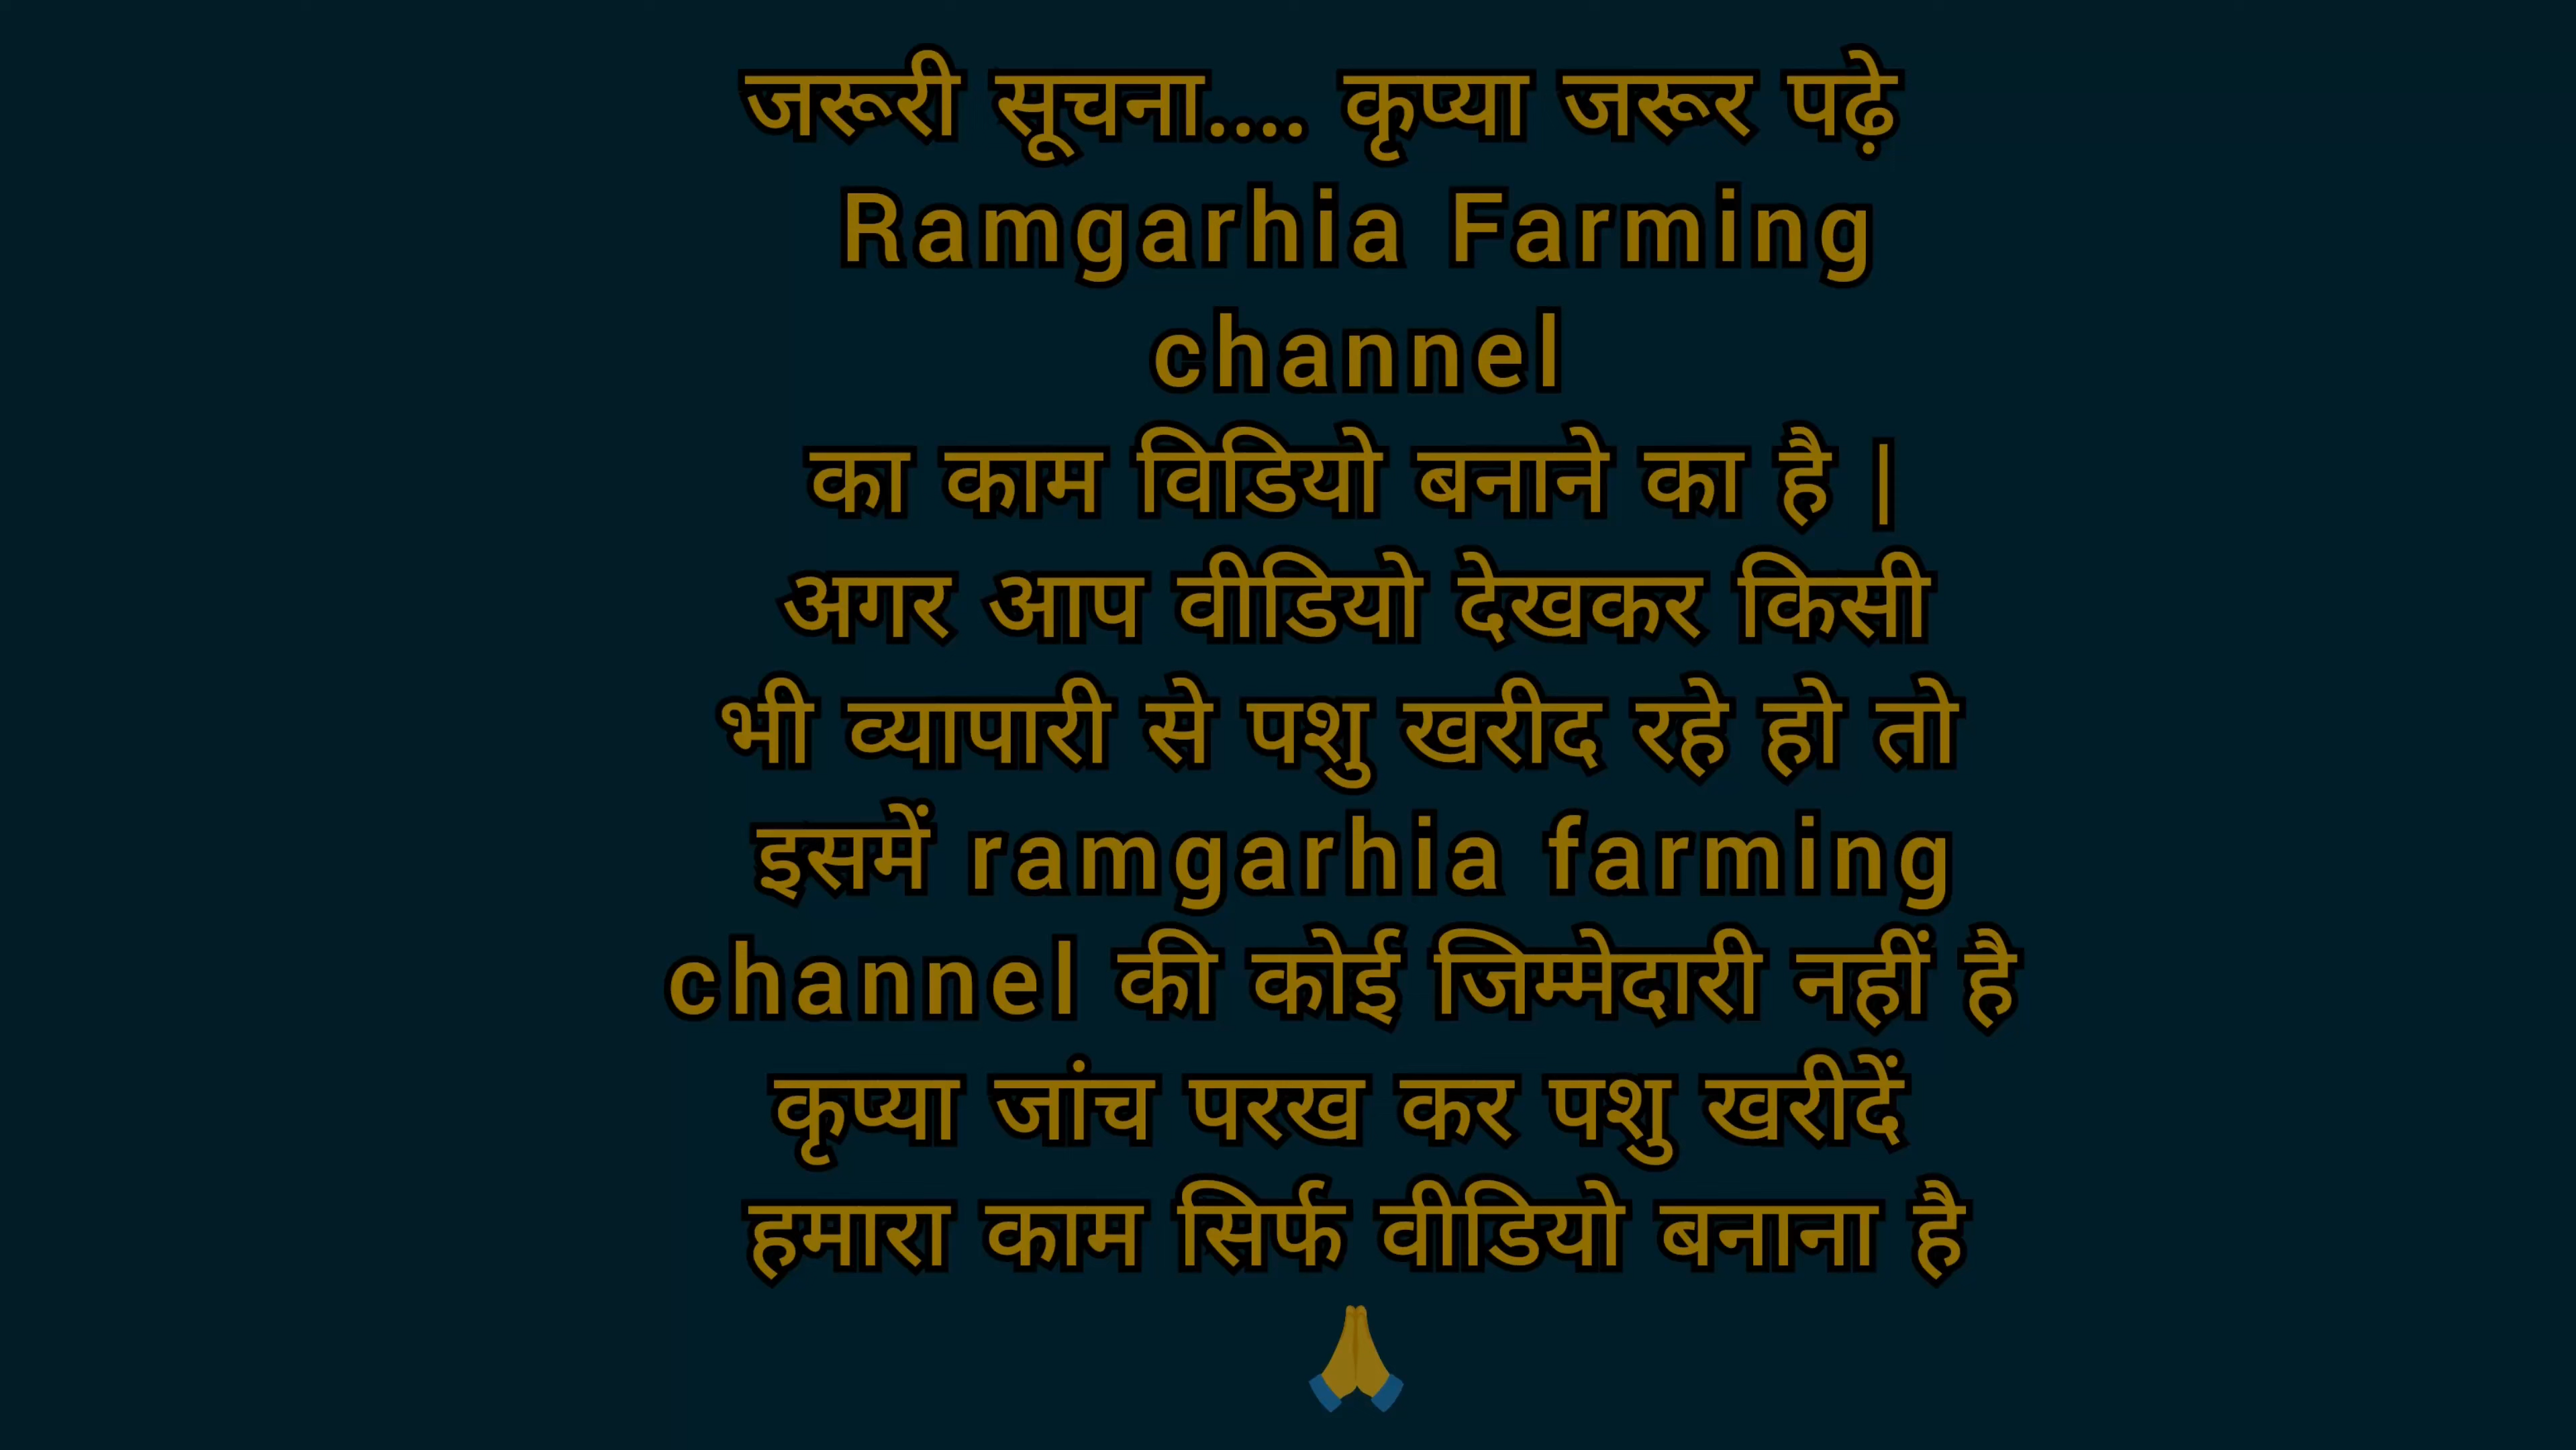 जरूरी सूचना.... कृप्या जरूर पढ़े
Ramgarhia Farming
channel
का काम विडियो बनाने का है |
अगर आप वीडियो देखकर किसी
भी व्यापारी से पशु खरीद रहे हो तो
इसमें ramgarhia farming
channel की कोई जिम्मेदारी नहीं है
कृप्या जांच परख कर पशु खरीदें
हमारा काम सिर्फ वीडियो बनाना है
🙏